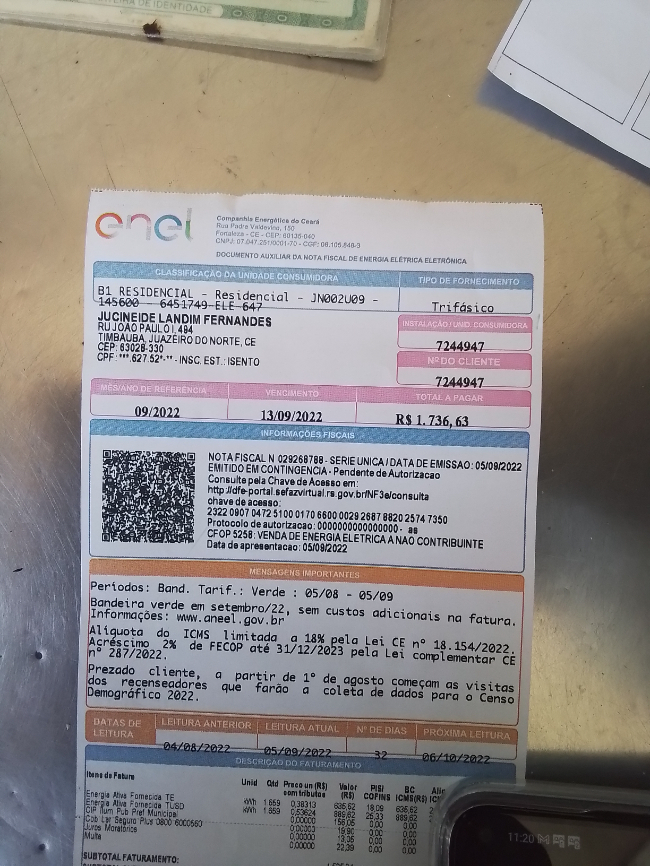 TEIRA DE IDENTIDADE
enel
Companhia Energética do Ceará
Rua Padre Valdevino, 150
Fortaleza - CE - CEP: 60135-040
CNPJ: 07.047.251/0001-70 - CGF: 06.105.848-3
DOCUMENTO AUXILIAR DA NOTA FISCAL DE ENERGIA ELÉTRICA ELETRÔNICA
CLASSIFICAÇÃO DA UNIDADE CONSUMIDORA
TIPO DE FORNECIMENTO
B1 RESIDENCIAL - Residencial - JN002U09 -
145600 - 6451749-ELE-647
Trifásico
JUCINEIDE LANDIM FERNANDES
RU JOAO PAULO I, 494
TIMBAUBA, JUAZEIRO DO NORTE, CE
CEP: 63028-330
CPF: ***.627.52*-** - INSC. EST.: ISENTO
INSTALAÇÃO / UNID. CONSUMIDORA
7244947
Nº DO CLIENTE
7244947
MÊS/ANO DE REFERÊNCIA
VENCIMENTO
TOTAL A PAGAR
09/2022
13/09/2022
R$ 1.736,63
INFORMAÇÕES FISCAIS
NOTA FISCAL N 029268788 - SERIE UNICA / DATA DE EMISSAO: 05/09/2022
EMITIDO EM CONTINGENCIA - Pendente de Autorizacao
Consulte pela Chave de Acesso em:
http://dfe-portal.sefazvirtual.rs.gov.br/NF3e/consulta
chave de acesso:
2322 0907 0472 5100 0170 6600 0029 2687 8820 2574 7350
Protocolo de autorizacao: 000000000000000 - as
CFOP 5258: VENDA DE ENERGIA ELETRICA A NAO CONTRIBUINTE
Data de apresentacao: 05/09/2022
MENSAGENS IMPORTANTES
Períodos: Band. Tarif.: Verde : 05/08 - 05/09
Bandeira verde em setembro/22, sem custos adicionais na fatura.
Informações: www.aneel.gov.br
Alíquota do ICMS limitada a 18% pela Lei CE nº 18.154/2022.
Acréscimo 2% de FECOP até 31/12/2023 pela Lei complementar CE
nº 287/2022.
Prezado cliente, a partir de 1º de agosto começam as visitas
dos recenseadores que farão a coleta de dados para o Censo
Demográfico 2022.
DATAS DE LEITURA
LEITURA ANTERIOR
LEITURA ATUAL
Nº DE DIAS
PRÓXIMA LEITURA
04/08/2022
05/09/2022
32
06/10/2022
DESCRIÇÃO DO FATURAMENTO
Itens da Fatura Unid Qtd Preco un (R$) com tributos Valor (R$) PIS/ COFINS BC ICMS(R$)
Energia Ativa Fornecida TE kWh 1.659 0,38313 635,62 18,09 635,62
Energia Ativa Fornecida TUSD kWh 1.659 0,53624 889,62 25,33 889,62
CIP Ilum Pub Pref Municipal 0,00000 156,05 0,00 0,00
Cob Lar Seguro Plus 0800 6000560 0,00000 0,00 0,00
Juros Moratórios 0,00000 0,00 0,00
Multa 0,00000 22,39 0,00 0,00
SUBTOTAL FATURAMENTO:
11:20